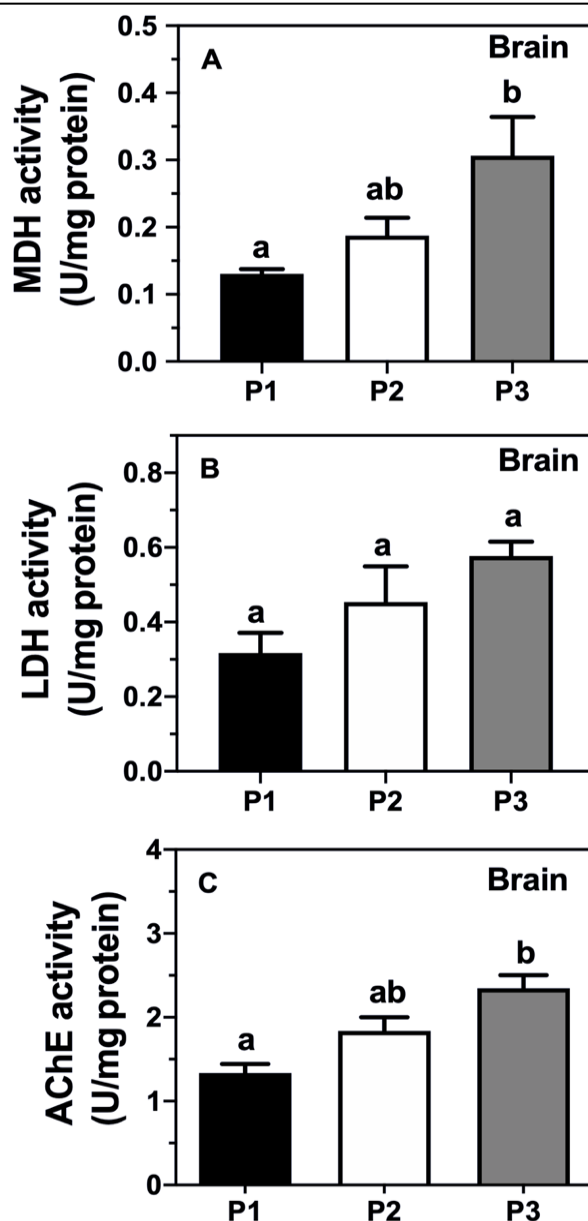 A
Brain
MDH activity
(U/mg protein)
0.5
0.4
0.3
0.2
0.1
0.0
a
ab
b
P1
P2
P3
B
Brain
LDH activity
(U/mg protein)
0.8
0.6
0.4
0.2
0.0
a
a
a
P1
P2
P3
C
Brain
AChE activity
(U/mg protein)
4
3
2
1
0
a
ab
b
P1
P2
P3